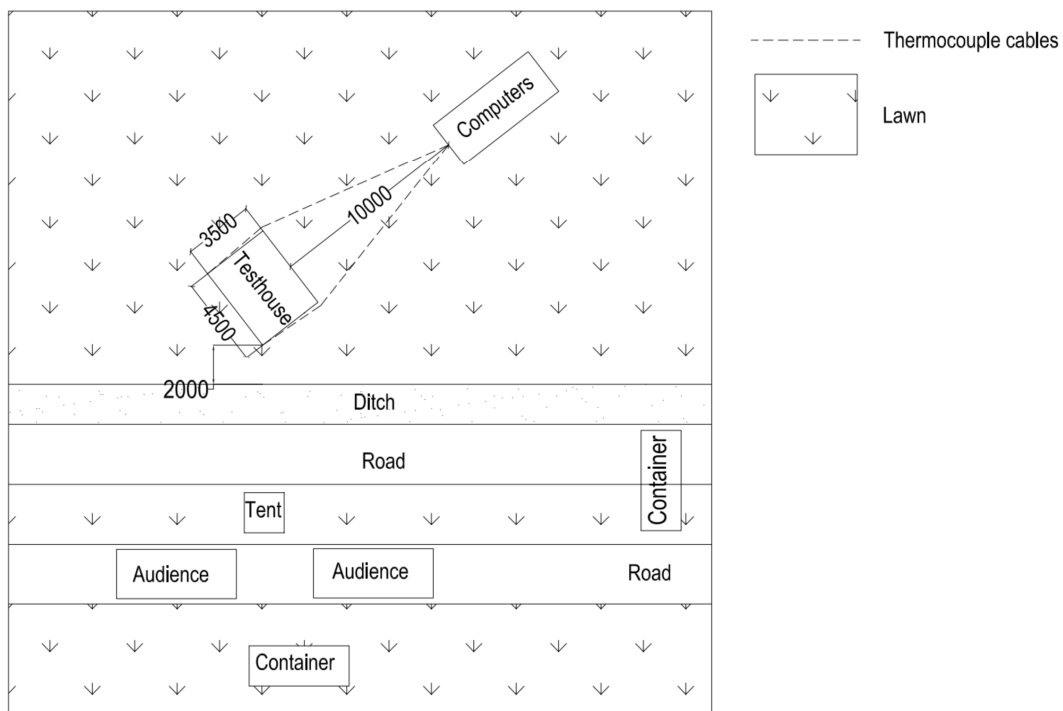 Thermocouple cables
Computers
Lawn
10000
3500
Testhouse
4500
2000
Ditch
Road
Container
Tent
Audience
Audience
Road
Container